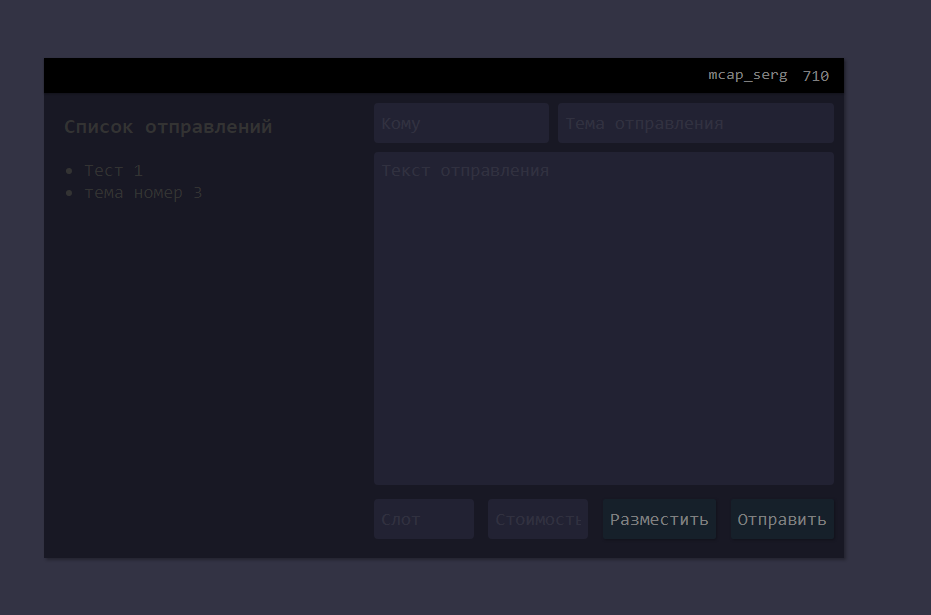 mcap_serg 710
Список отправлений
Тест 1
тема номер 3
Кому
Тема отправления
Текст отправления
Слот
Стоимость
Разместить
Отправить